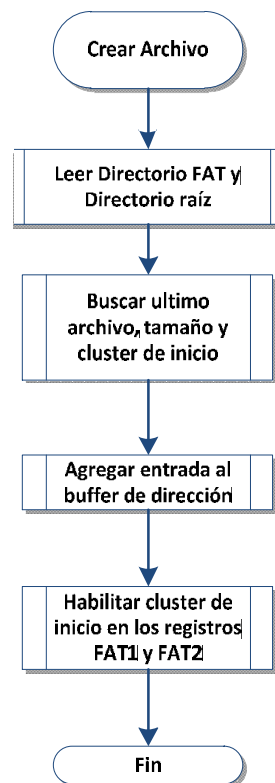 Crear Archivo
Leer Directorio FAT y
Directorio raíz
Buscar ultimo
archivo, tamaño y
cluster de inicio
Agregar entrada al
buffer de dirección
Habilitar cluster de
inicio en los registros
FAT1 y FAT2
Fin